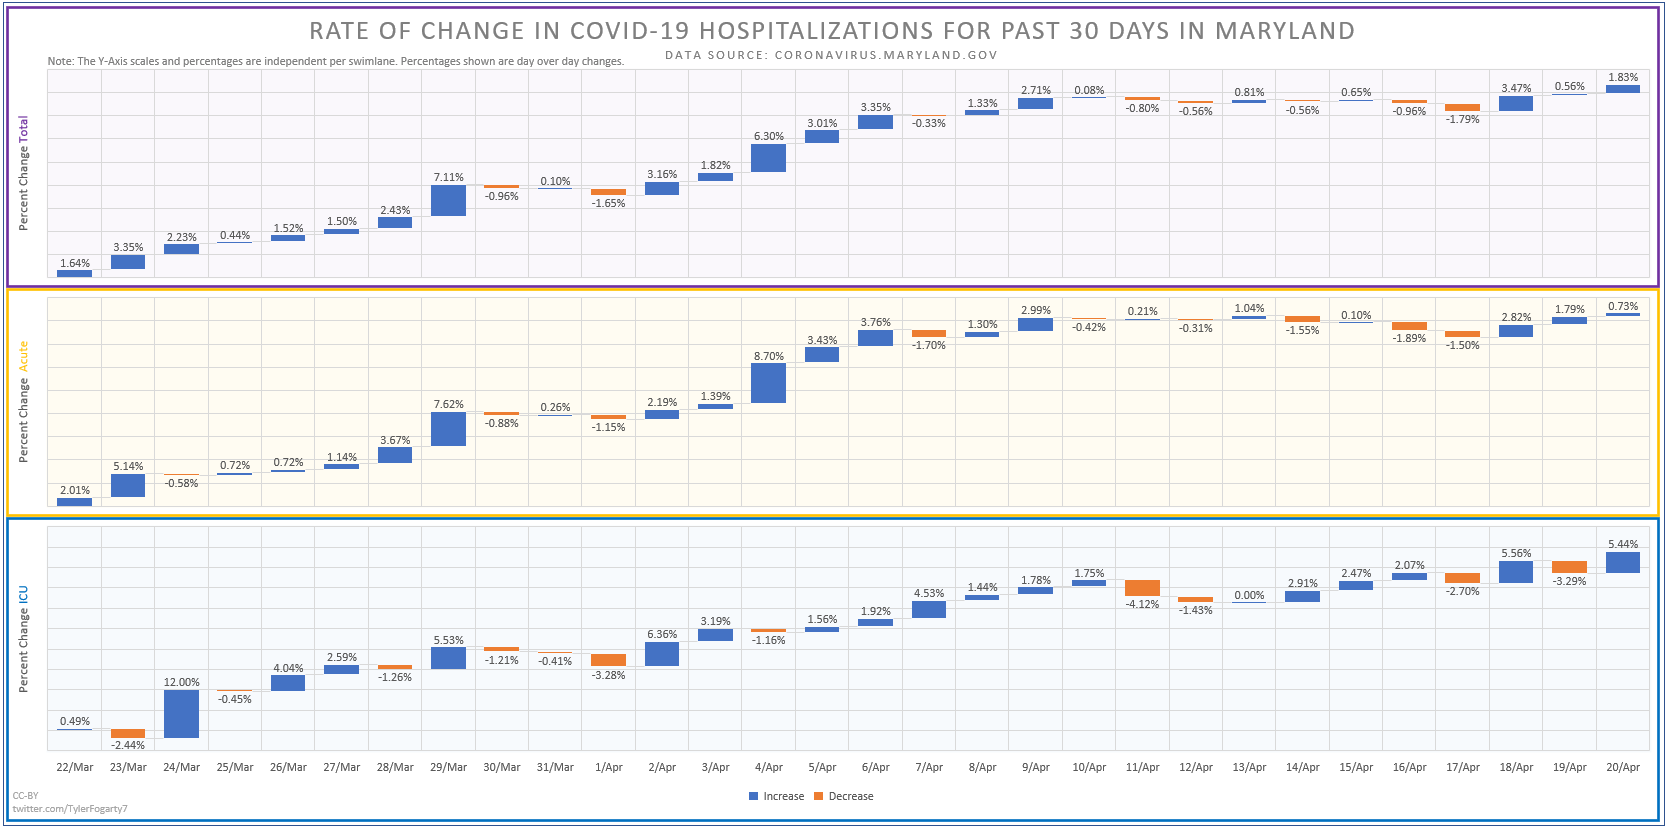 RATE OF CHANGE IN COVID-19 HOSPITALIZATIONS FOR PAST 30 DAYS IN MARYLAND
DATA SOURCE: CORONAVIRUS.MARYLAND.GOV
Note: The Y-Axis scales and percentages are independent per swimlane. Percentages shown are day over day changes.
Percent Change Total
1.64% 3.35% 2.23% 0.44% 1.52% 1.50% 2.43% 7.11% -0.96% 0.10% -1.65% 3.16% 1.82% 6.30% 3.01% 3.35% -0.33% 1.33% 2.71% 0.08% -0.80% -0.56% 0.81% -0.56% 0.65% -0.96% -1.79% 3.47% 0.56% 1.83%
Percent Change Acute
2.01% 5.14% -0.58% 0.72% 0.72% 1.14% 3.67% 7.62% -0.88% 0.26% -1.15% 2.19% 1.39% 8.70% 3.43% 3.76% -1.70% 1.30% 2.99% -0.42% 0.21% -0.31% 1.04% -1.55% 0.10% -1.89% -1.50% 2.82% 1.79% 0.73%
Percent Change ICU
0.49% -2.44% 12.00% -0.45% 4.04% 2.59% -1.26% 5.53% -1.21% -0.41% -3.28% 6.36% 3.19% -1.16% 1.56% 1.92% 4.53% 1.44% 1.78% 1.75% -4.12% -1.43% 0.00% 2.91% 2.47% 2.07% -2.70% 5.56% -3.29% 5.44%
22/Mar 23/Mar 24/Mar 25/Mar 26/Mar 27/Mar 28/Mar 29/Mar 30/Mar 31/Mar 1/Apr 2/Apr 3/Apr 4/Apr 5/Apr 6/Apr 7/Apr 8/Apr 9/Apr 10/Apr 11/Apr 12/Apr 13/Apr 14/Apr 15/Apr 16/Apr 17/Apr 18/Apr 19/Apr 20/Apr
Increase Decrease
CC-BY
twitter.com/TylerFogarty7